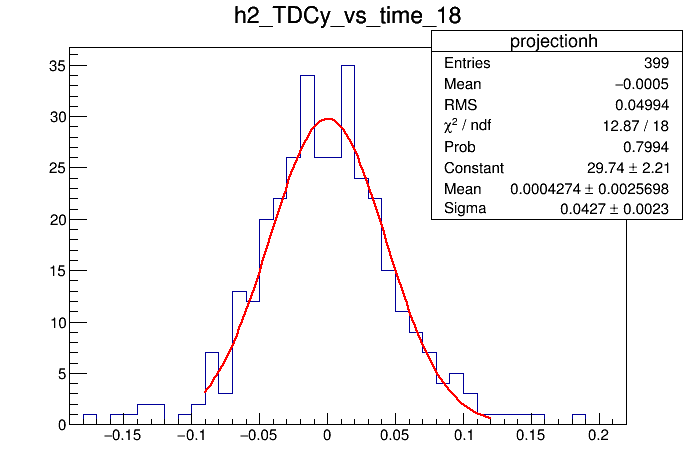 h2_TDCy_vs_time_18
projectionh
Entries 399
Mean −0.0005
RMS 0.04994
χ² / ndf 12.87 / 18
Prob 0.7994
Constant 29.74 ± 2.21
Mean 0.0004274 ± 0.0025698
Sigma 0.0427 ± 0.0023
35
30
25
20
15
10
5
0
−0.15 −0.1 −0.05 0 0.05 0.1 0.15 0.2